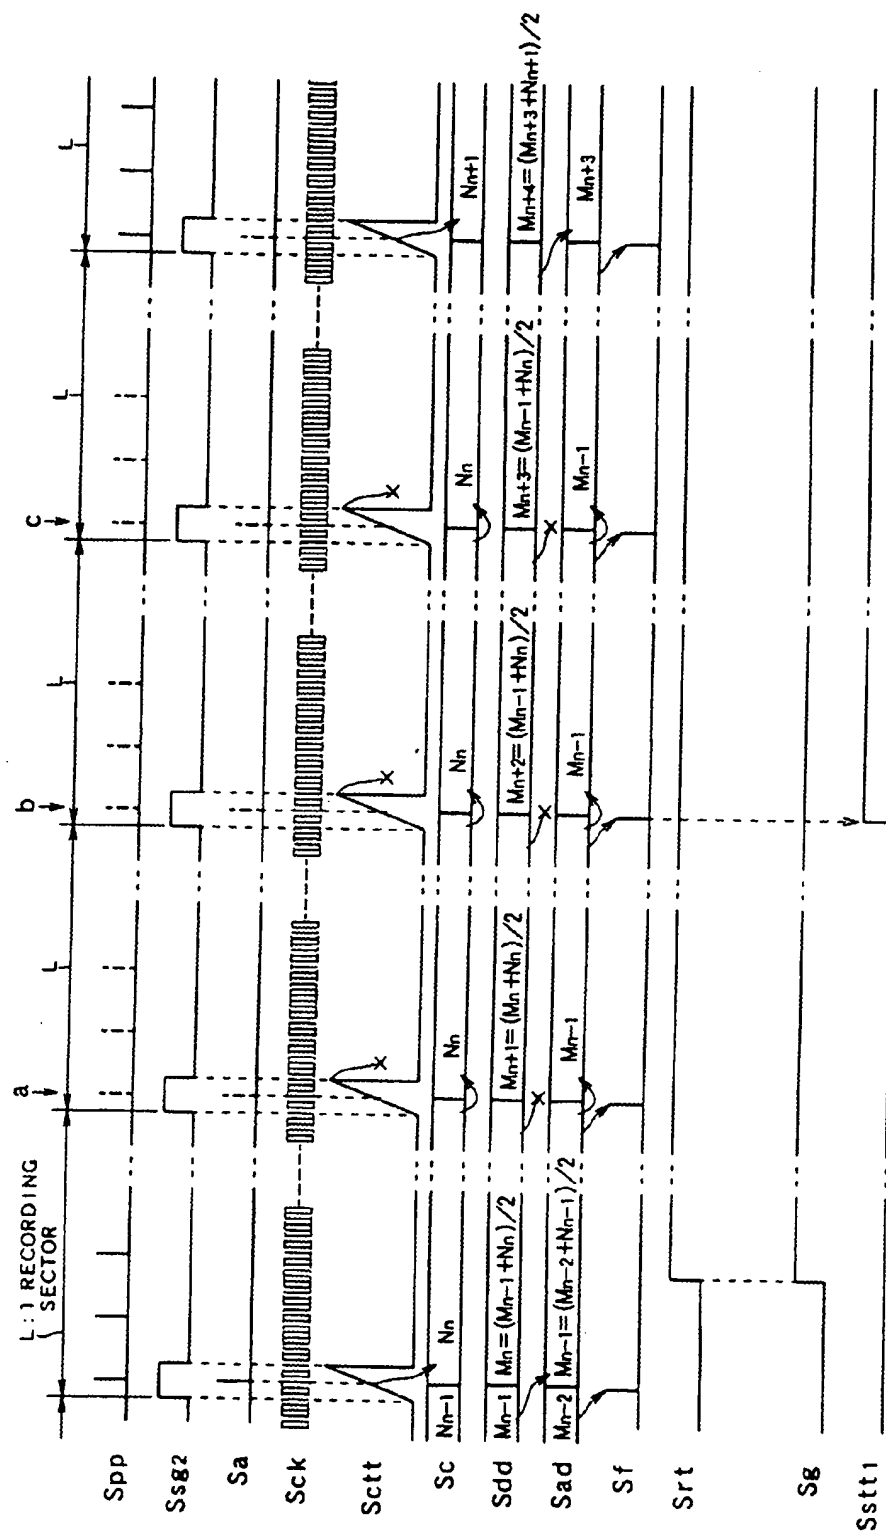 L:1 RECORDING
SECTOR
L
L
L
L
a
b
c
Spp
Ssg2
Sa
Sck
Sctt
Sc
Nn-1
Nn
Nn
Nn
Nn
Nn+1
Sdd
Mn-1
Mn=(Mn-1+Nn)/2
Mn+1=(Mn+Nn)/2
Mn+2=(Mn-1+Nn)/2
Mn+3=(Mn-1+Nn)/2
Mn+4=(Mn+3+Nn+1)/2
Sad
Mn-2
Mn-1=(Mn-2+Nn-1)/2
Mn-1
Mn-1
Mn-1
Mn+3
Sf
Srt
Sg
Sstt1